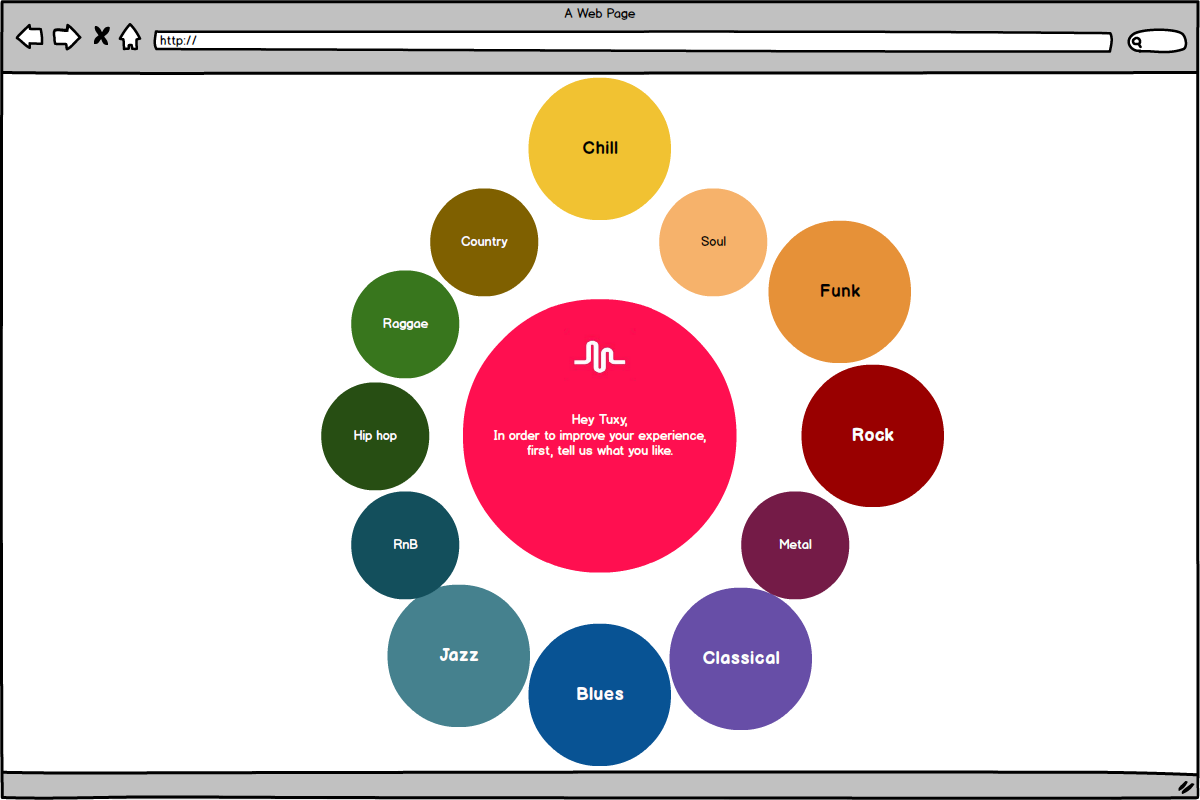 A Web Page
http://
Chill
Country
Soul
Funk
Raggae
Hey Tuxy,
In order to improve your experience,
first, tell us what you like.
Hip hop
Rock
RnB
Metal
Jazz
Classical
Blues